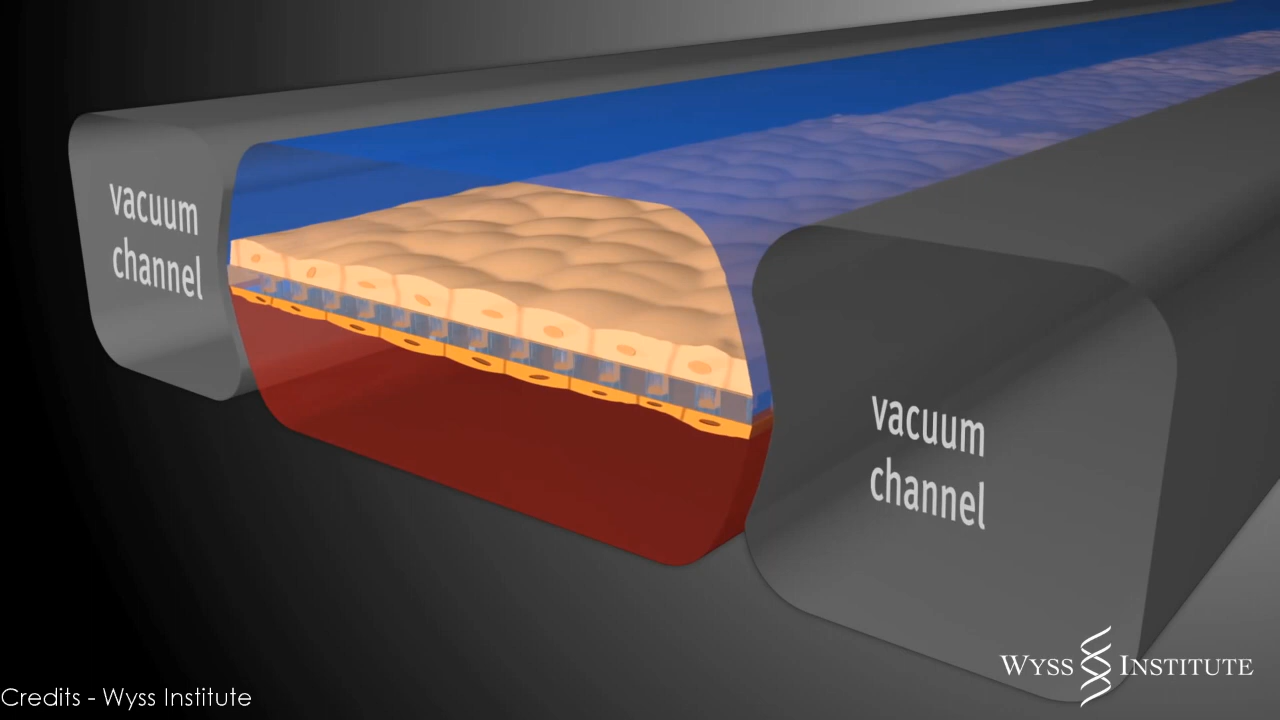 vacuum
channel
vacuum
channel
WYSS INSTITUTE
Credits - Wyss Institute